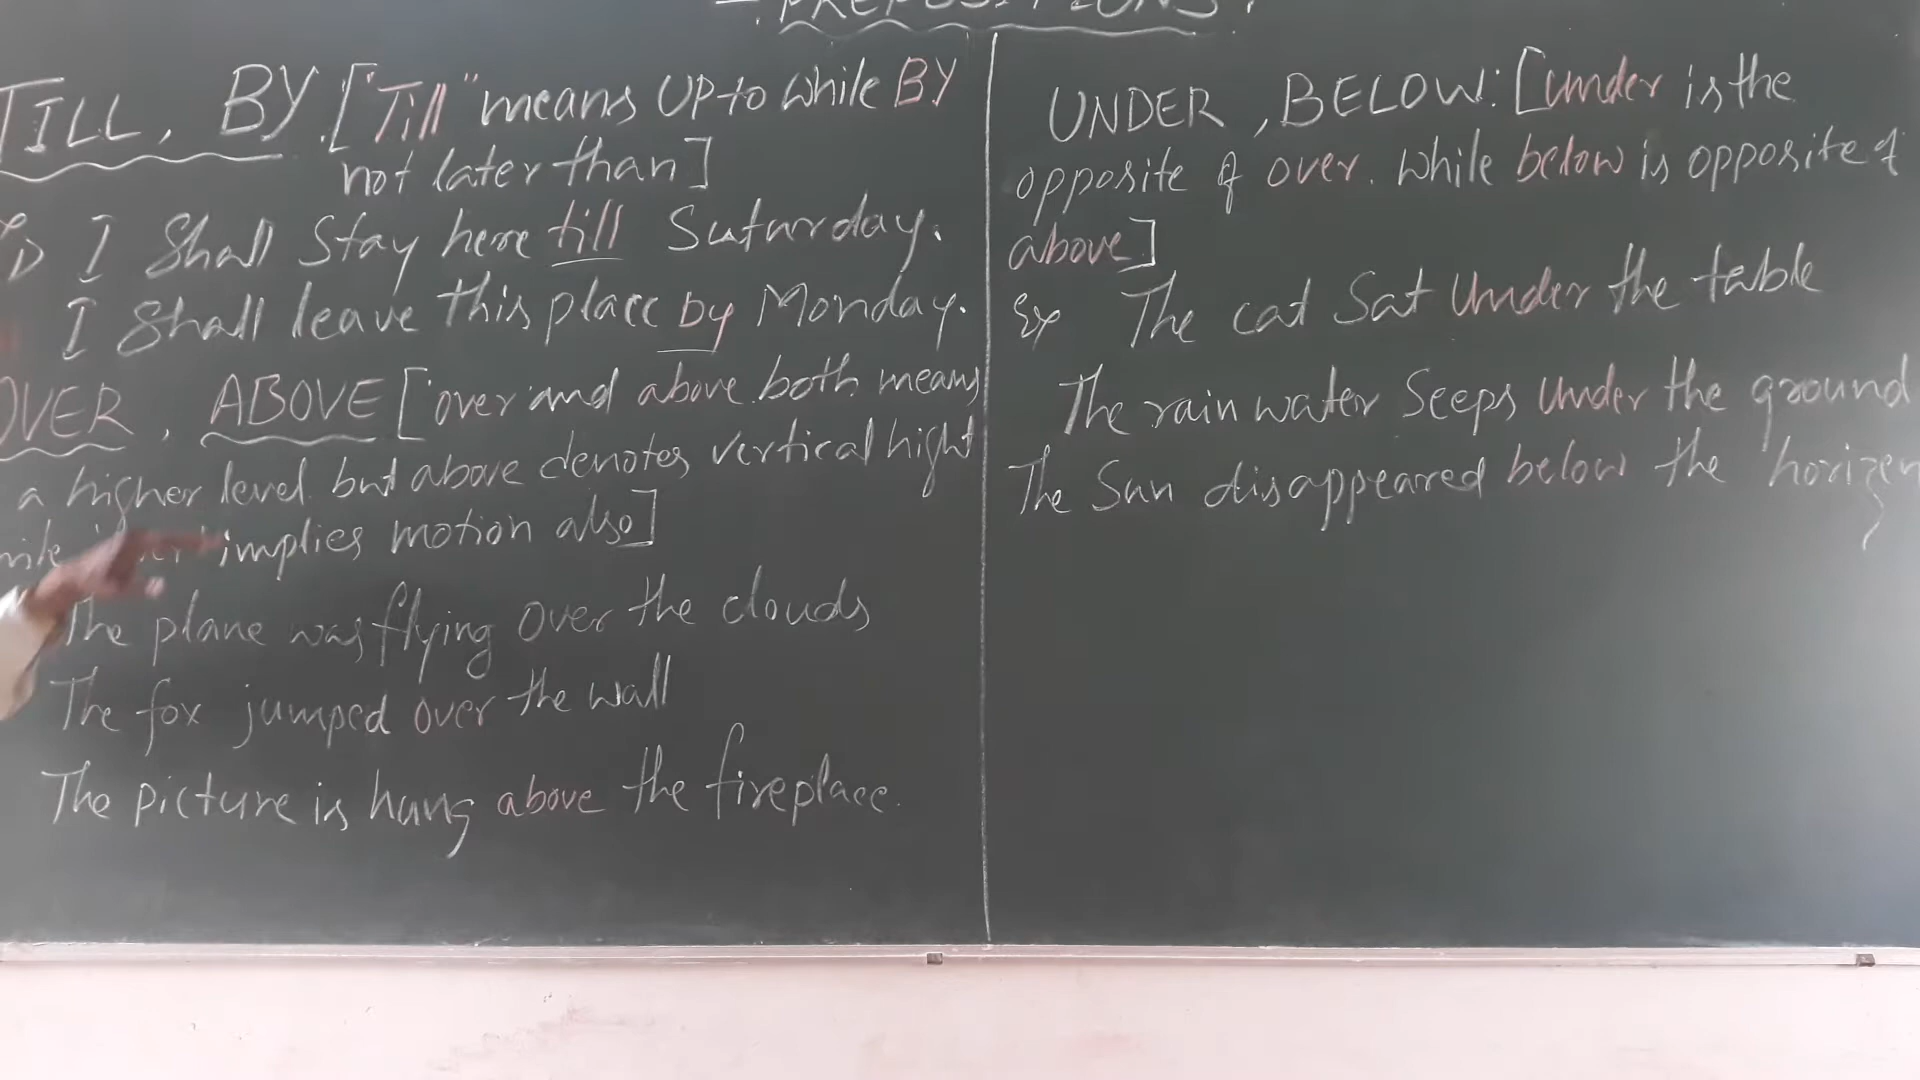 PREPOSITIONS
TILL, BY. ["Till" means UP to while BY
not later than]
I Shall Stay here till Suturday.
I Shall leave this place by Monday.
OVER, ABOVE ['over and above both means
a higher level but above denotes vertical hight
implies motion also]
The plane was flying over the clouds
The fox jumped over the wall
The picture is hung above the fireplace.
UNDER, BELOW: [Under is the
opposite of over. While below is opposite of
above]
Ex The cat Sat Under the table
The rain water Seeps Under the ground
The Sun disappeared below the horizen